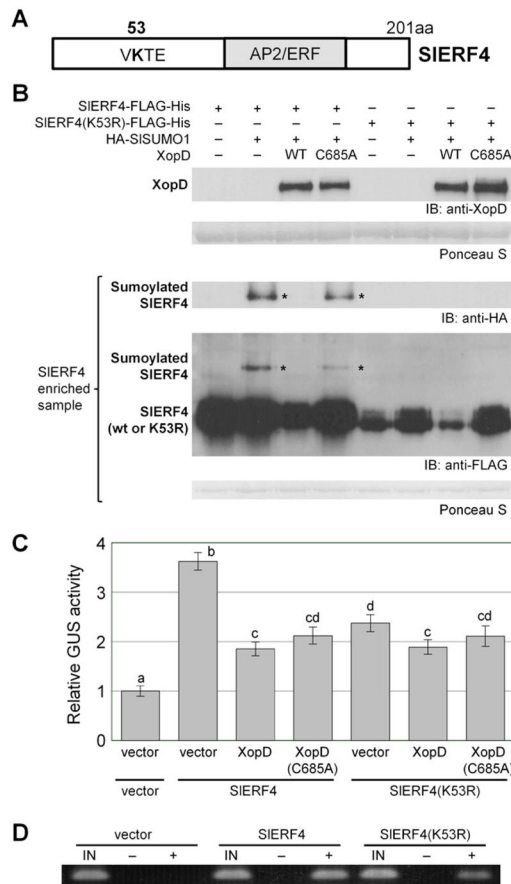 A
53
201aa
VKTE
AP2/ERF
SlERF4
B
SlERF4-FLAG-His + + + + – – – –
SlERF4(K53R)-FLAG-His – – – – + + + +
HA-SlSUMO1 – + + + – + + +
XopD – – WT C685A – – WT C685A
XopD
IB: anti-XopD
Ponceau S
Sumoylated
SlERF4
* *
IB: anti-HA
Sumoylated
SlERF4
* *
SlERF4
enriched
sample
SlERF4
(wt or K53R)
IB: anti-FLAG
Ponceau S
C
Relative GUS activity
4
3
2
1
0
a b c cd d c cd
vector vector XopD XopD (C685A) vector XopD XopD (C685A)
vector SlERF4 SlERF4(K53R)
D
vector SlERF4 SlERF4(K53R)
IN – + IN – + IN – +